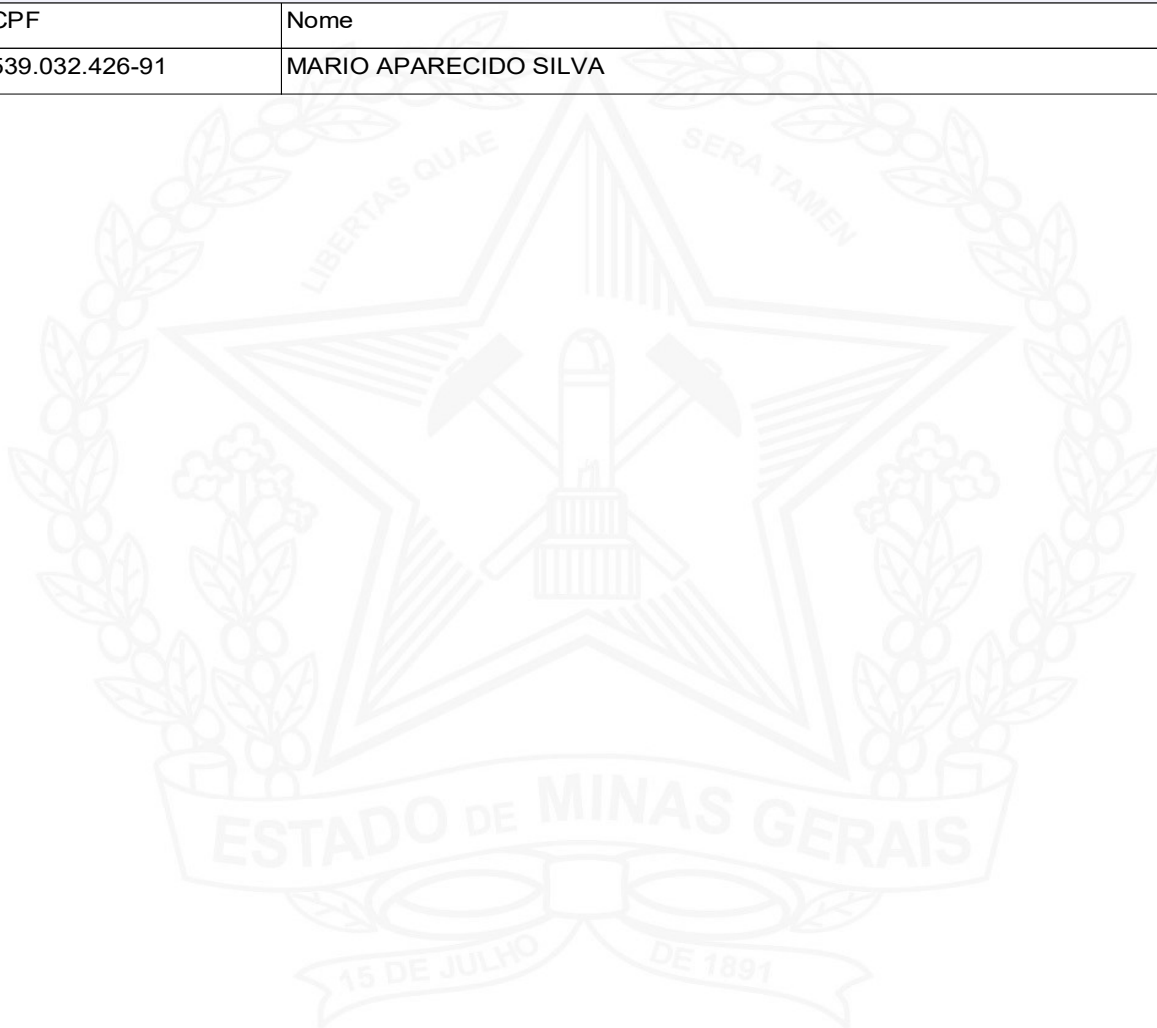 CPF Nome
539.032.426-91 MARIO APARECIDO SILVA
LIBERTAS QUAE SERA TAMEN
ESTADO DE MINAS GERAIS
15 DE JULHO DE 1891